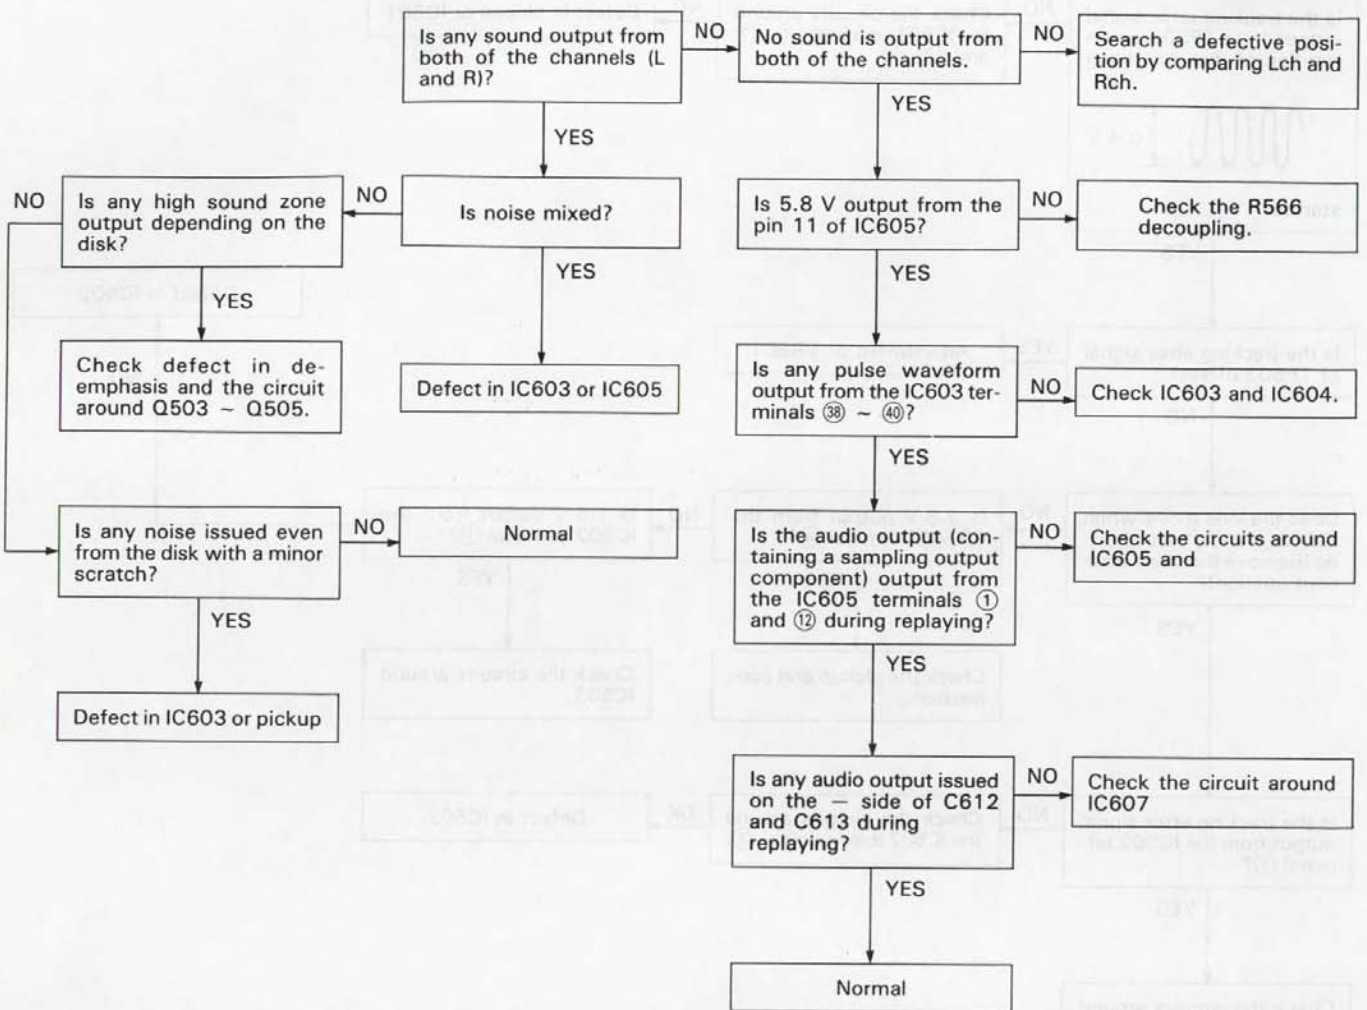 Is any sound output from
both of the channels (L
and R)?
NO
No sound is output from
both of the channels.
NO
Search a defective posi-
tion by comparing Lch and
Rch.
YES
YES
NO
Is any high sound zone
output depending on the
disk?
NO
Is noise mixed?
Is 5.8 V output from the
pin 11 of IC605?
NO
Check the R566
decoupling.
YES
YES
YES
Check defect in de-
emphasis and the circuit
around Q503 ~ Q505.
Defect in IC603 or IC605
Is any pulse waveform
output from the IC603 ter-
minals ㊳ ~ ㊵?
NO
Check IC603 and IC604.
YES
Is any noise issued even
from the disk with a minor
scratch?
NO
Normal
Is the audio output (con-
taining a sampling output
component) output from
the IC605 terminals ①
and ⑫ during replaying?
NO
Check the circuits around
IC605 and
YES
YES
Defect in IC603 or pickup
Is any audio output issued
on the − side of C612
and C613 during
replaying?
NO
Check the circuit around
IC607
YES
Normal